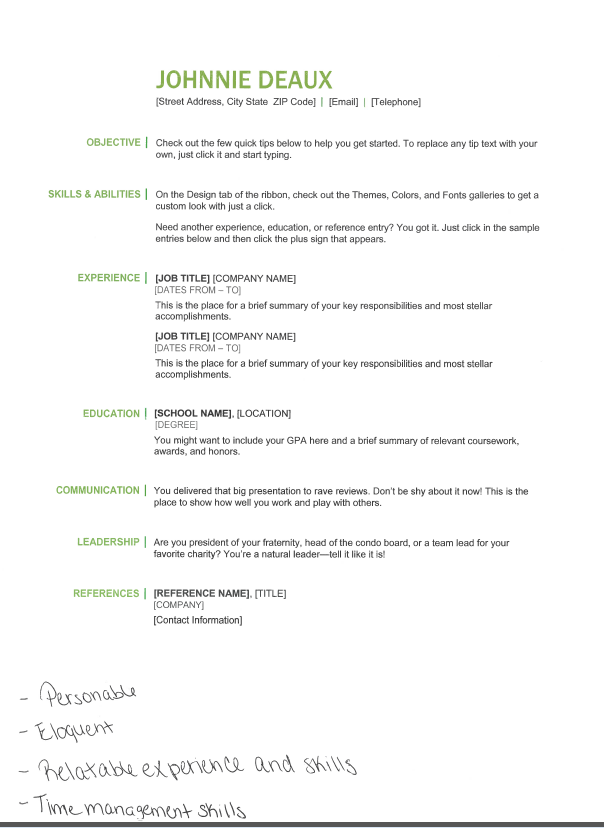 JOHNNIE DEAUX
[Street Address, City State  ZIP Code] | [Email] | [Telephone]
OBJECTIVE | Check out the few quick tips below to help you get started. To replace any tip text with your
own, just click it and start typing.
SKILLS & ABILITIES | On the Design tab of the ribbon, check out the Themes, Colors, and Fonts galleries to get a
custom look with just a click.
Need another experience, education, or reference entry? You got it. Just click in the sample
entries below and then click the plus sign that appears.
EXPERIENCE | [JOB TITLE] [COMPANY NAME]
[DATES FROM – TO]
This is the place for a brief summary of your key responsibilities and most stellar
accomplishments.
[JOB TITLE] [COMPANY NAME]
[DATES FROM – TO]
This is the place for a brief summary of your key responsibilities and most stellar
accomplishments.
EDUCATION | [SCHOOL NAME], [LOCATION]
[DEGREE]
You might want to include your GPA here and a brief summary of relevant coursework,
awards, and honors.
COMMUNICATION | You delivered that big presentation to rave reviews. Don't be shy about it now! This is the
place to show how well you work and play with others.
LEADERSHIP | Are you president of your fraternity, head of the condo board, or a team lead for your
favorite charity? You're a natural leader—tell it like it is!
REFERENCES | [REFERENCE NAME], [TITLE]
[COMPANY]
[Contact Information]
- Personable
- Eloquent
- Relatable experience and skills
- Time management skills